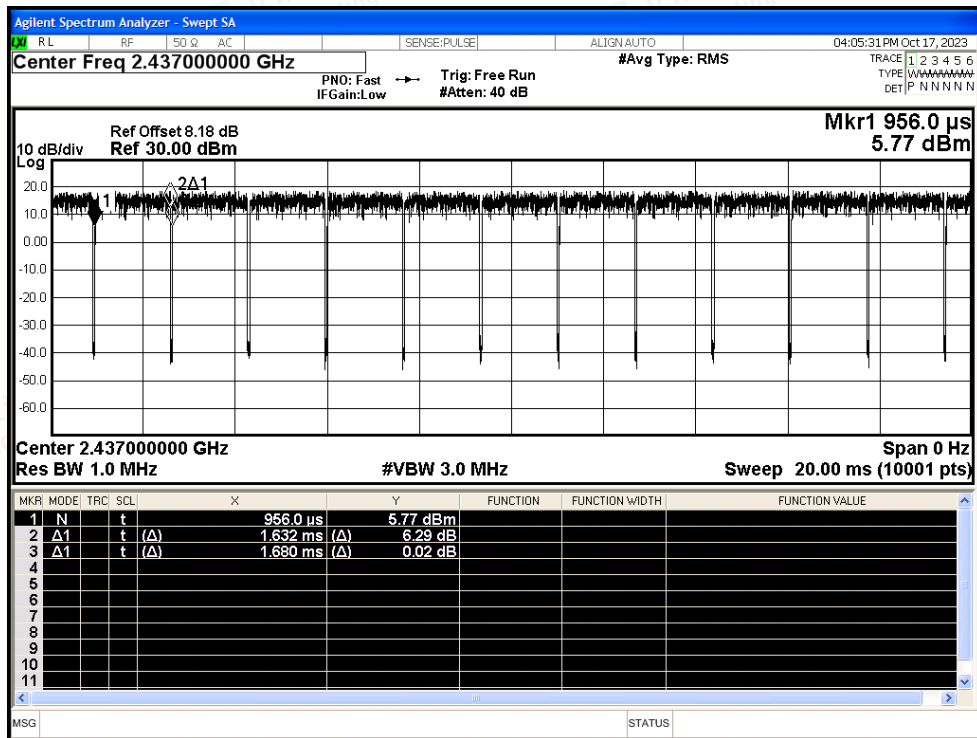 Agilent Spectrum Analyzer - Swept SA
LXI RL RF 50 Ω AC SENSE:PULSE ALIGN AUTO 04:05:31 PM Oct 17, 2023
Center Freq 2.437000000 GHz
#Avg Type: RMS
TRACE 1 2 3 4 5 6
TYPE WWWWWW
DET P N N N N N
PNO: Fast
IFGain:Low
Trig: Free Run
#Atten: 40 dB
Ref Offset 8.18 dB
Ref 30.00 dBm
10 dB/div
Log
Mkr1 956.0 μs
5.77 dBm
2Δ1
1
20.0
10.0
0.00
-10.0
-20.0
-30.0
-40.0
-50.0
-60.0
Center 2.437000000 GHz Span 0 Hz
Res BW 1.0 MHz #VBW 3.0 MHz Sweep 20.00 ms (10001 pts)
MKR MODE TRC SCL X Y FUNCTION FUNCTION WIDTH FUNCTION VALUE
1 N t 956.0 μs 5.77 dBm
2 Δ1 t (Δ) 1.632 ms (Δ) 6.29 dB
3 Δ1 t (Δ) 1.680 ms (Δ) 0.02 dB
4
5
6
7
8
9
10
11
MSG STATUS